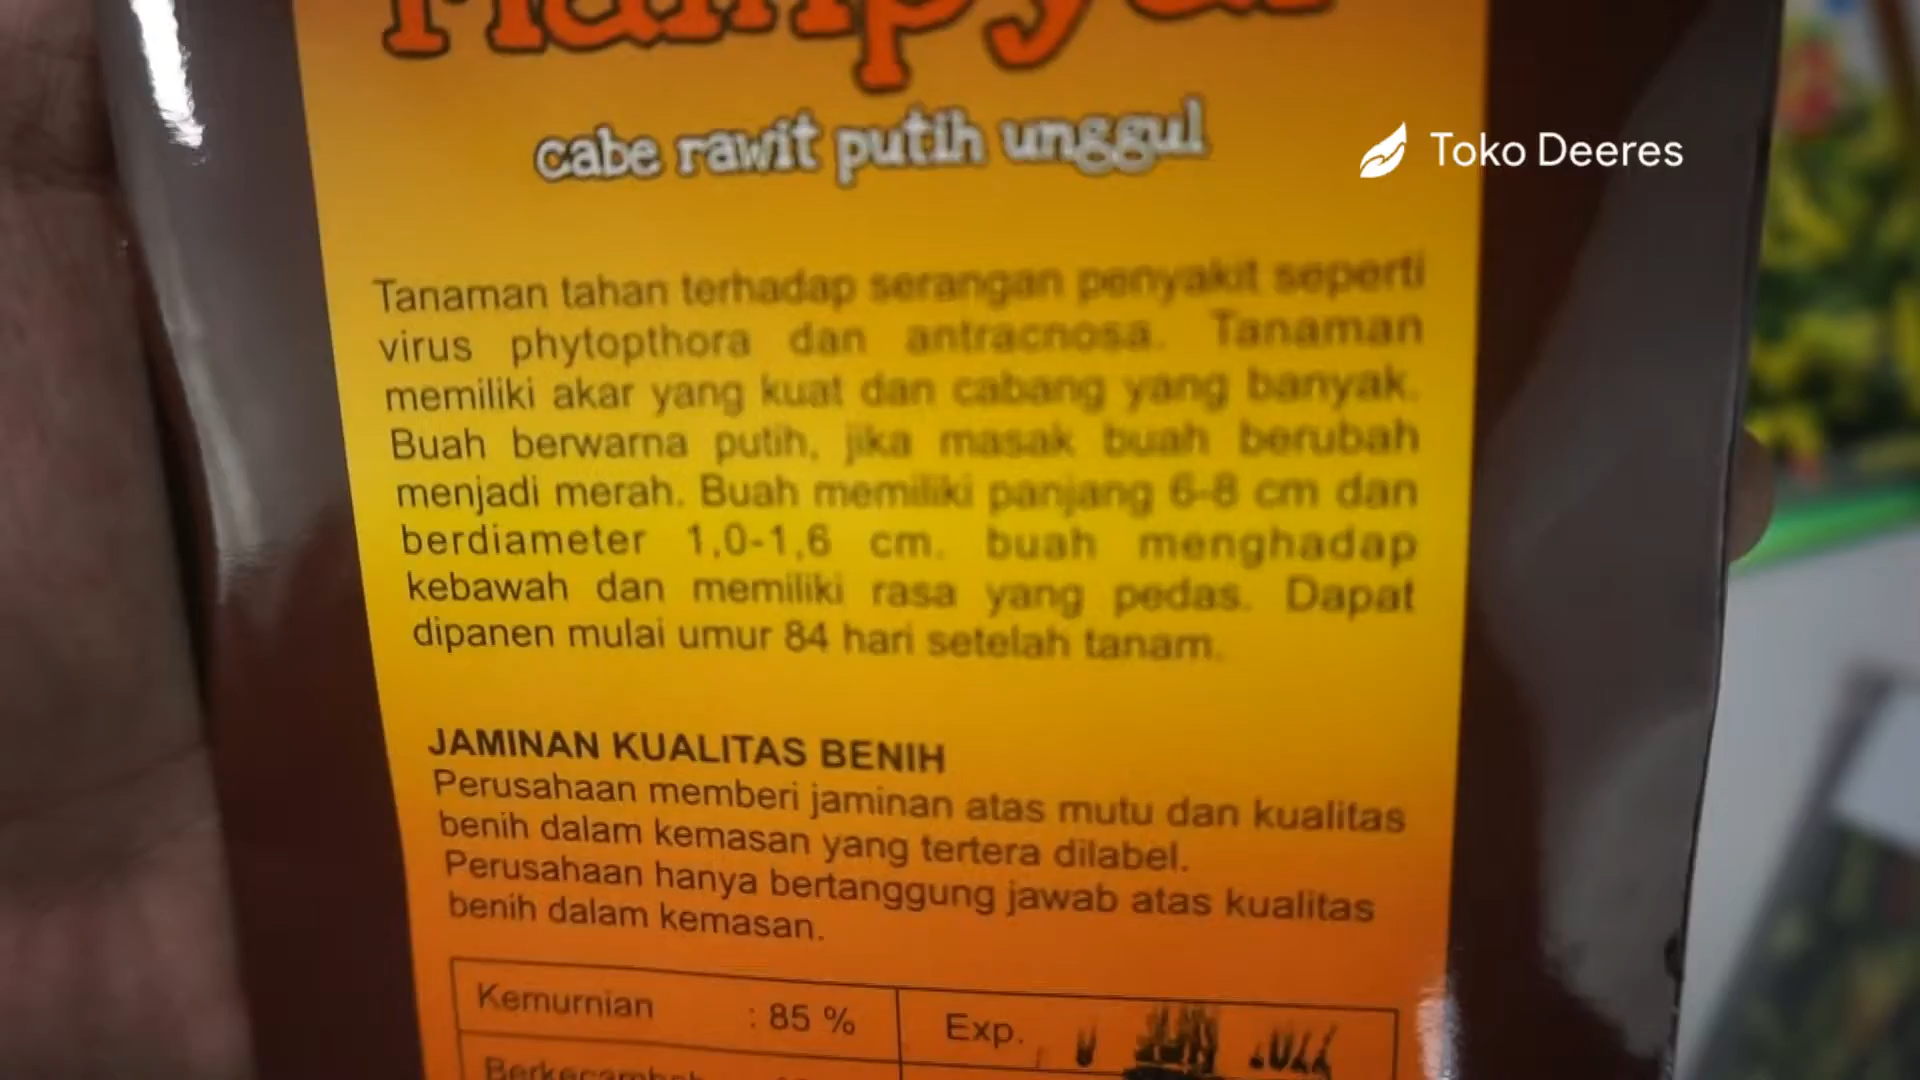 cabe rawit putih unggul
Toko Deeres
Tanaman tahan terhadap serangan penyakit seperti
virus phytopthora dan antracnosa. Tanaman
memiliki akar yang kuat dan cabang yang banyak.
Buah berwarna putih, jika masak buah berubah
menjadi merah. Buah memiliki panjang 6-8 cm dan
berdiameter 1,0-1,6 cm. buah menghadap
kebawah dan memiliki rasa yang pedas. Dapat
dipanen mulai umur 84 hari setelah tanam.
JAMINAN KUALITAS BENIH
Perusahaan memberi jaminan atas mutu dan kualitas
benih dalam kemasan yang tertera dilabel.
Perusahaan hanya bertanggung jawab atas kualitas
benih dalam kemasan.
Kemurnian : 85 %
Exp.